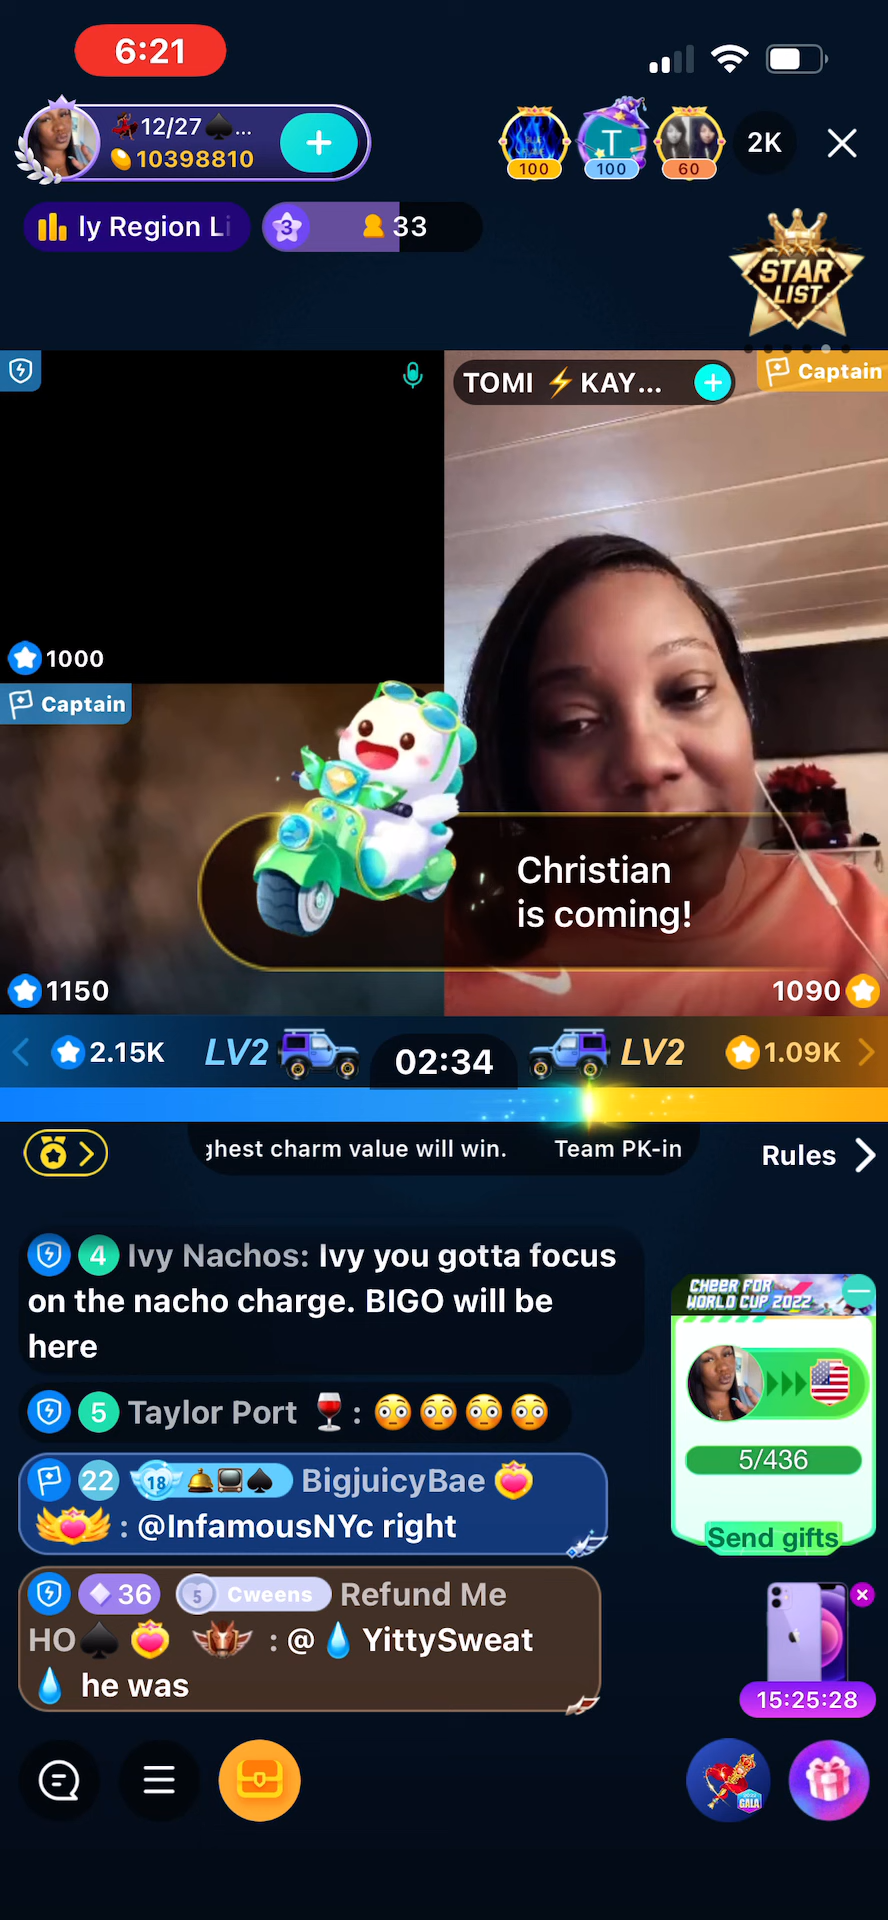 6:21
💃🏿12/27♠️...
10398810
100
T
100
60
2K
ly Region Li
3
33
STAR
LIST
TOMI ⚡KAY...
Captain
1000
Captain
Christian
is coming!
1150
1090
2.15K
LV2
02:34
LV2
1.09K
ghest charm value will win.
Team PK-in
Rules
4 Ivy Nachos: Ivy you gotta focus
on the nacho charge. BIGO will be
here
5 Taylor Port 🍷: 😳 😳 😳 😳
22 18 🛎️📺♠️ BigjuicyBae
: @InfamousNYc right
36 5 Cweens Refund Me
HO♠️ : @💧YittySweat
💧 he was
CHEER FOR
WORLD CUP 2022
5/436
Send gifts
15:25:28
GALA